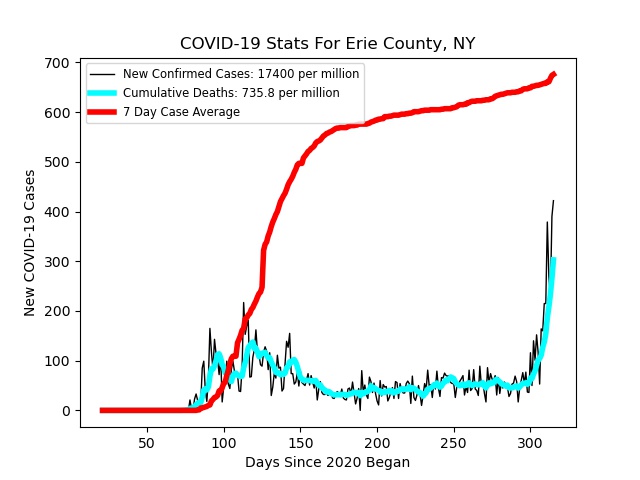 COVID-19 Stats For Erie County, NY
New Confirmed Cases: 17400 per million
Cumulative Deaths: 735.8 per million
7 Day Case Average
New COVID-19 Cases
700
600
500
400
300
200
100
0
50 100 150 200 250 300
Days Since 2020 Began